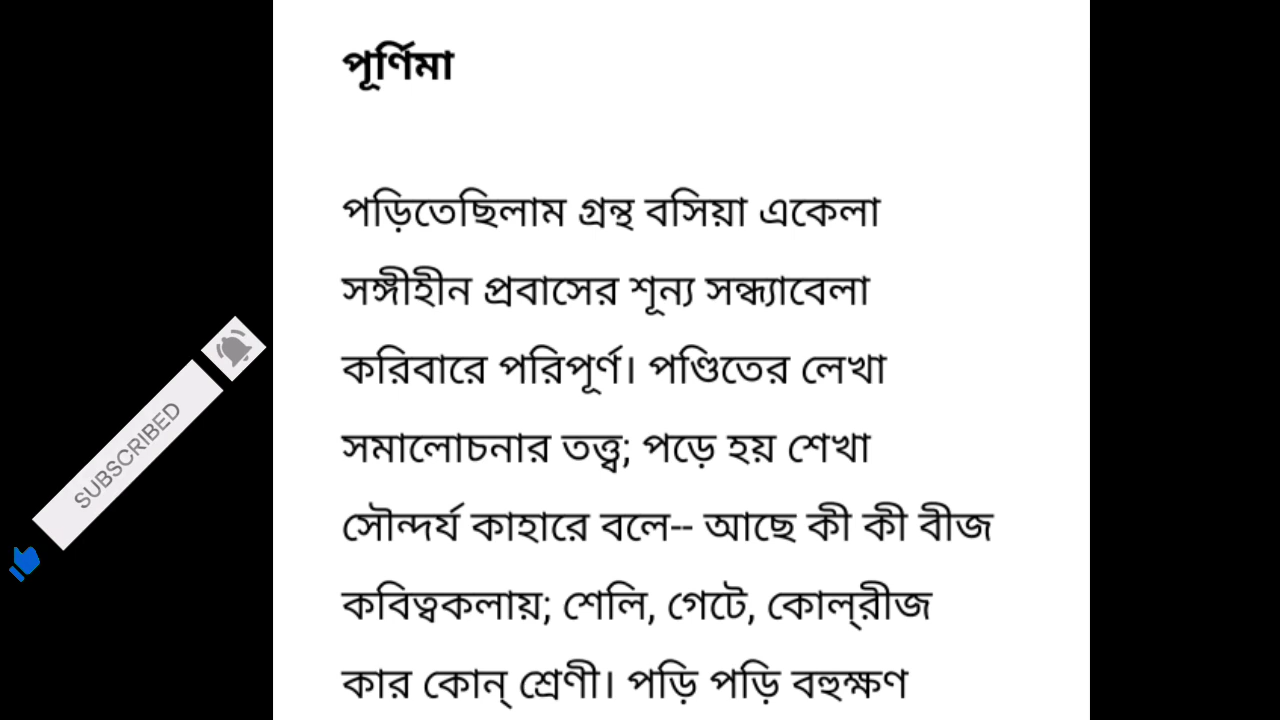 পূর্ণিমা
পড়িতেছিলাম গ্রন্থ বসিয়া একেলা
সঙ্গীহীন প্রবাসের শূন্য সন্ধ্যাবেলা
করিবারে পরিপূর্ণ। পণ্ডিতের লেখা
সমালোচনার তত্ত্ব; পড়ে হয় শেখা
সৌন্দর্য কাহারে বলে-- আছে কী কী বীজ
কবিত্বকলায়; শেলি, গেটে, কোল্‌রীজ
কার কোন্‌ শ্রেণী। পড়ি পড়ি বহুক্ষণ
SUBSCRIBED